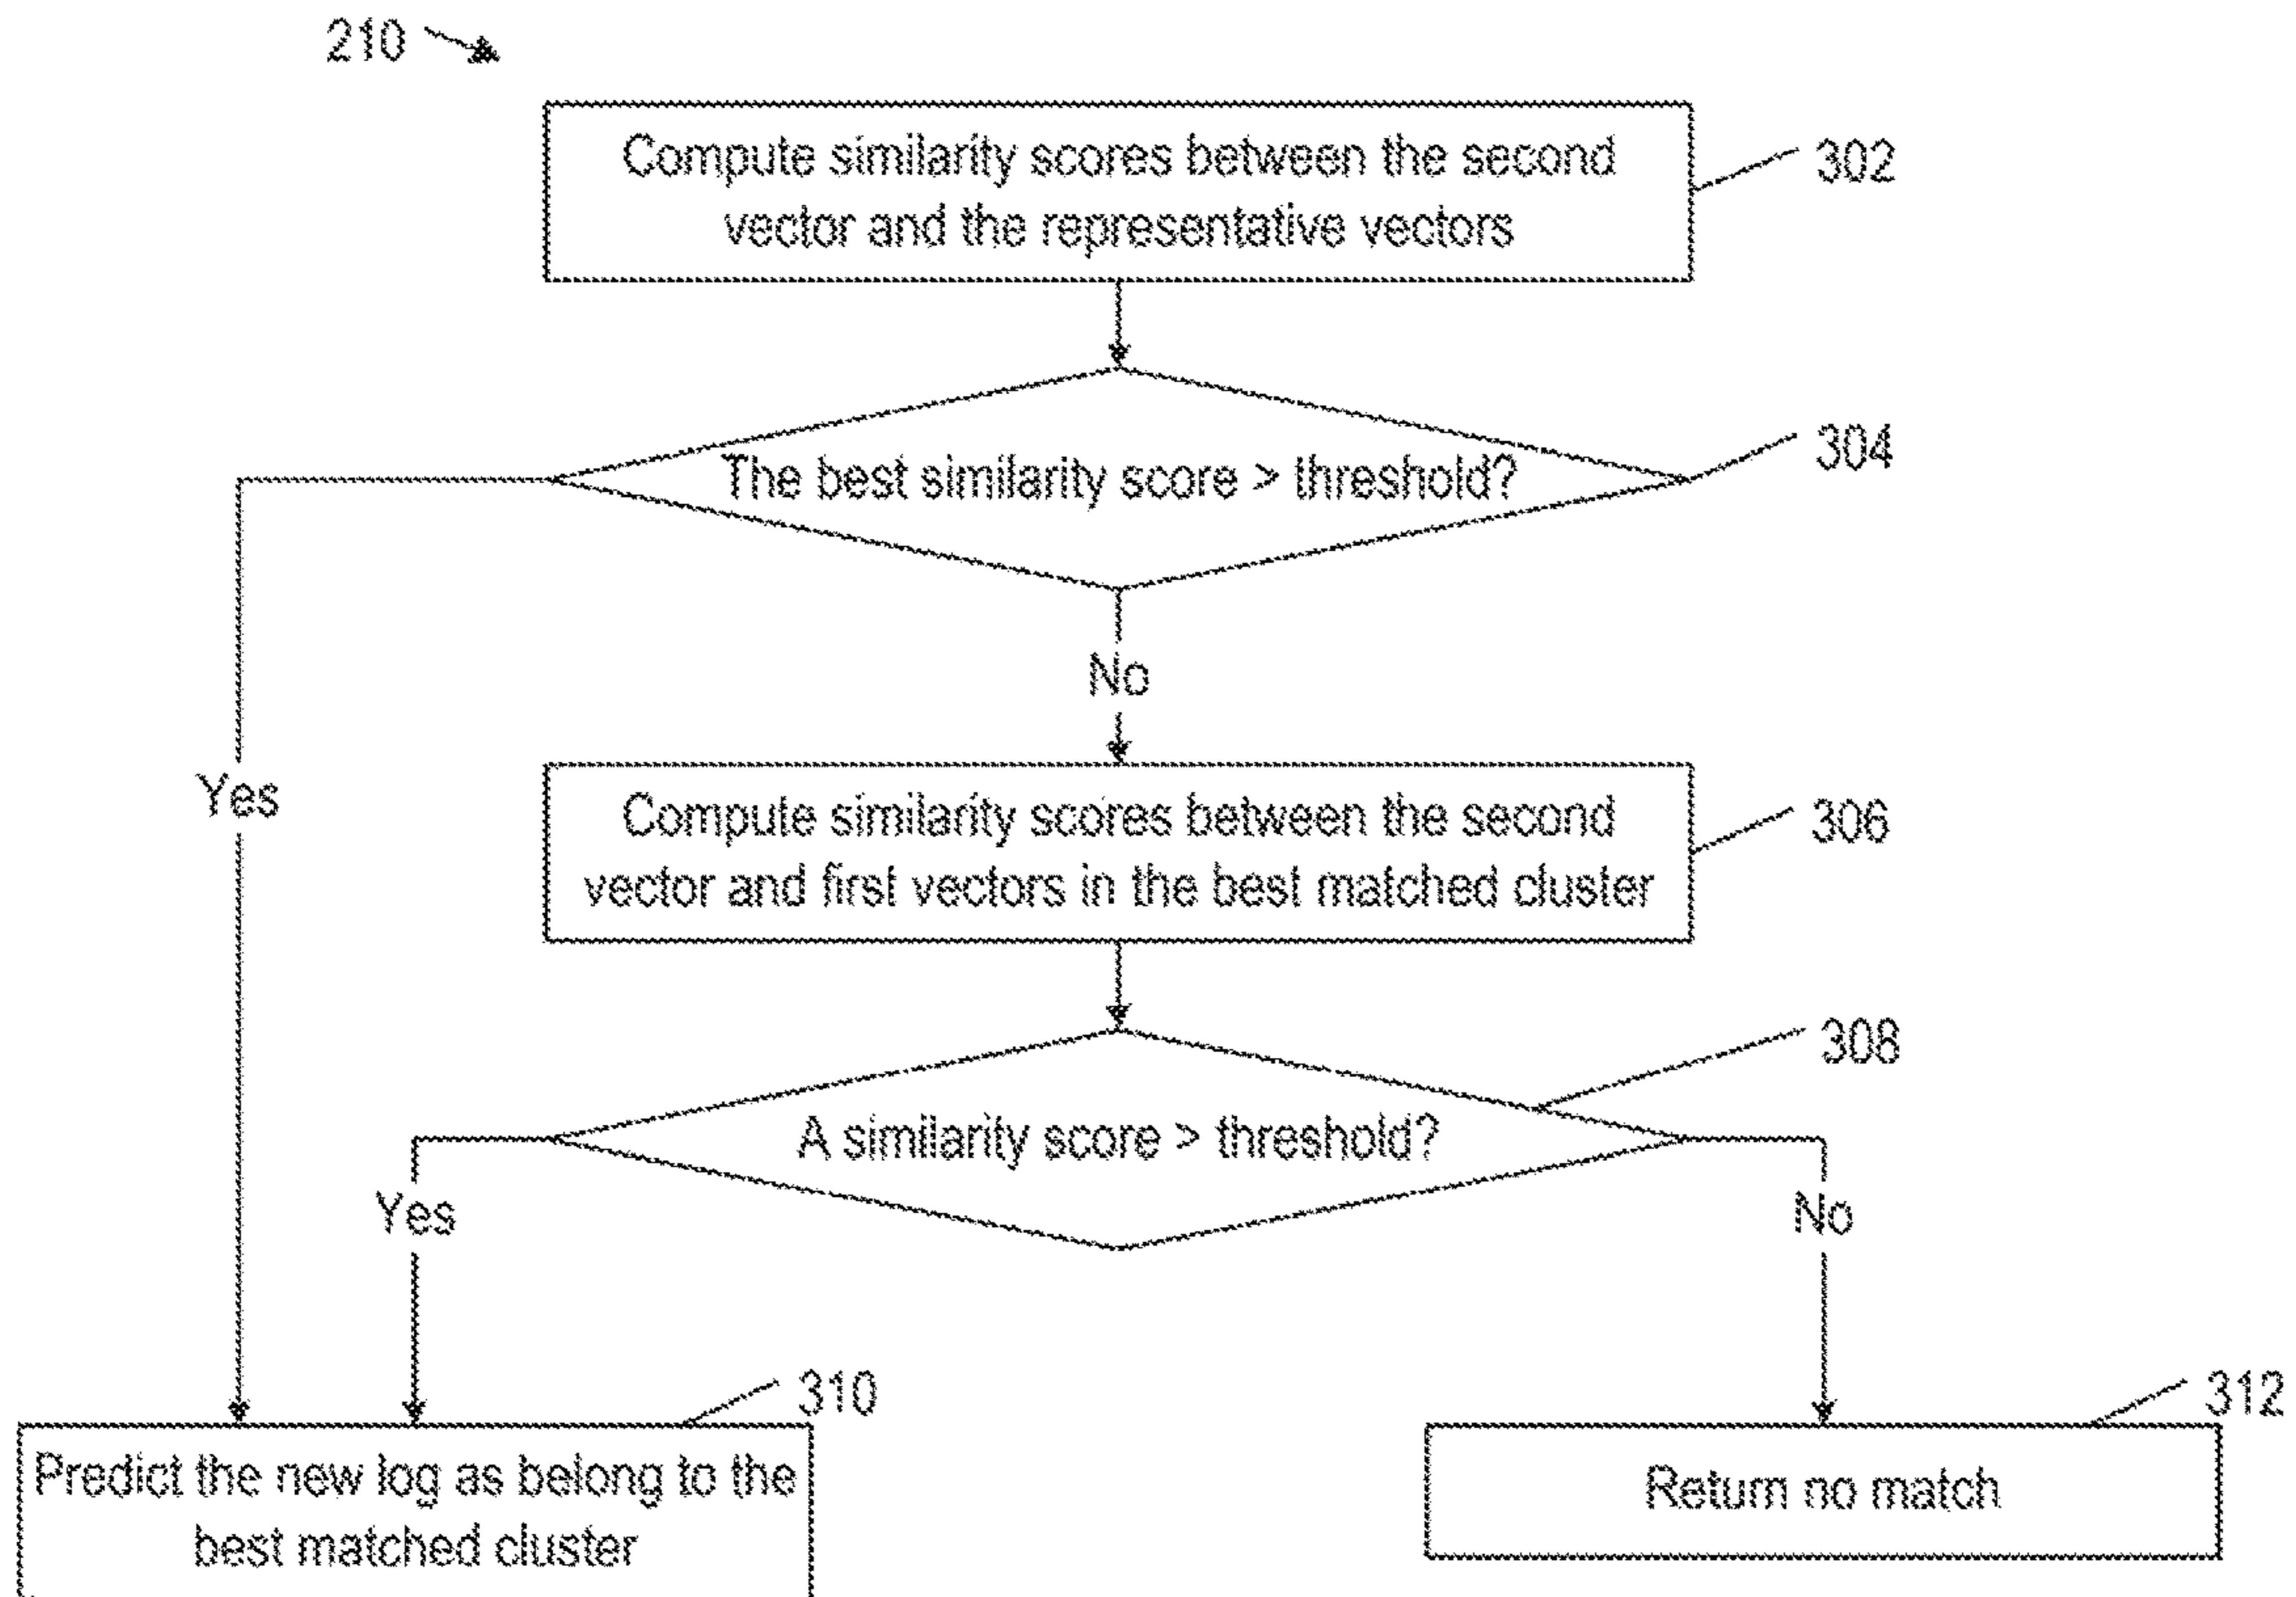 210
Compute similarity scores between the second
vector and the representative vectors
302
The best similarity score > threshold?
304
No
Yes
Compute similarity scores between the second
vector and first vectors in the best matched cluster
306
308
A similarity score > threshold?
Yes
No
310
312
Predict the new log as belong to the
best matched cluster
Return no match